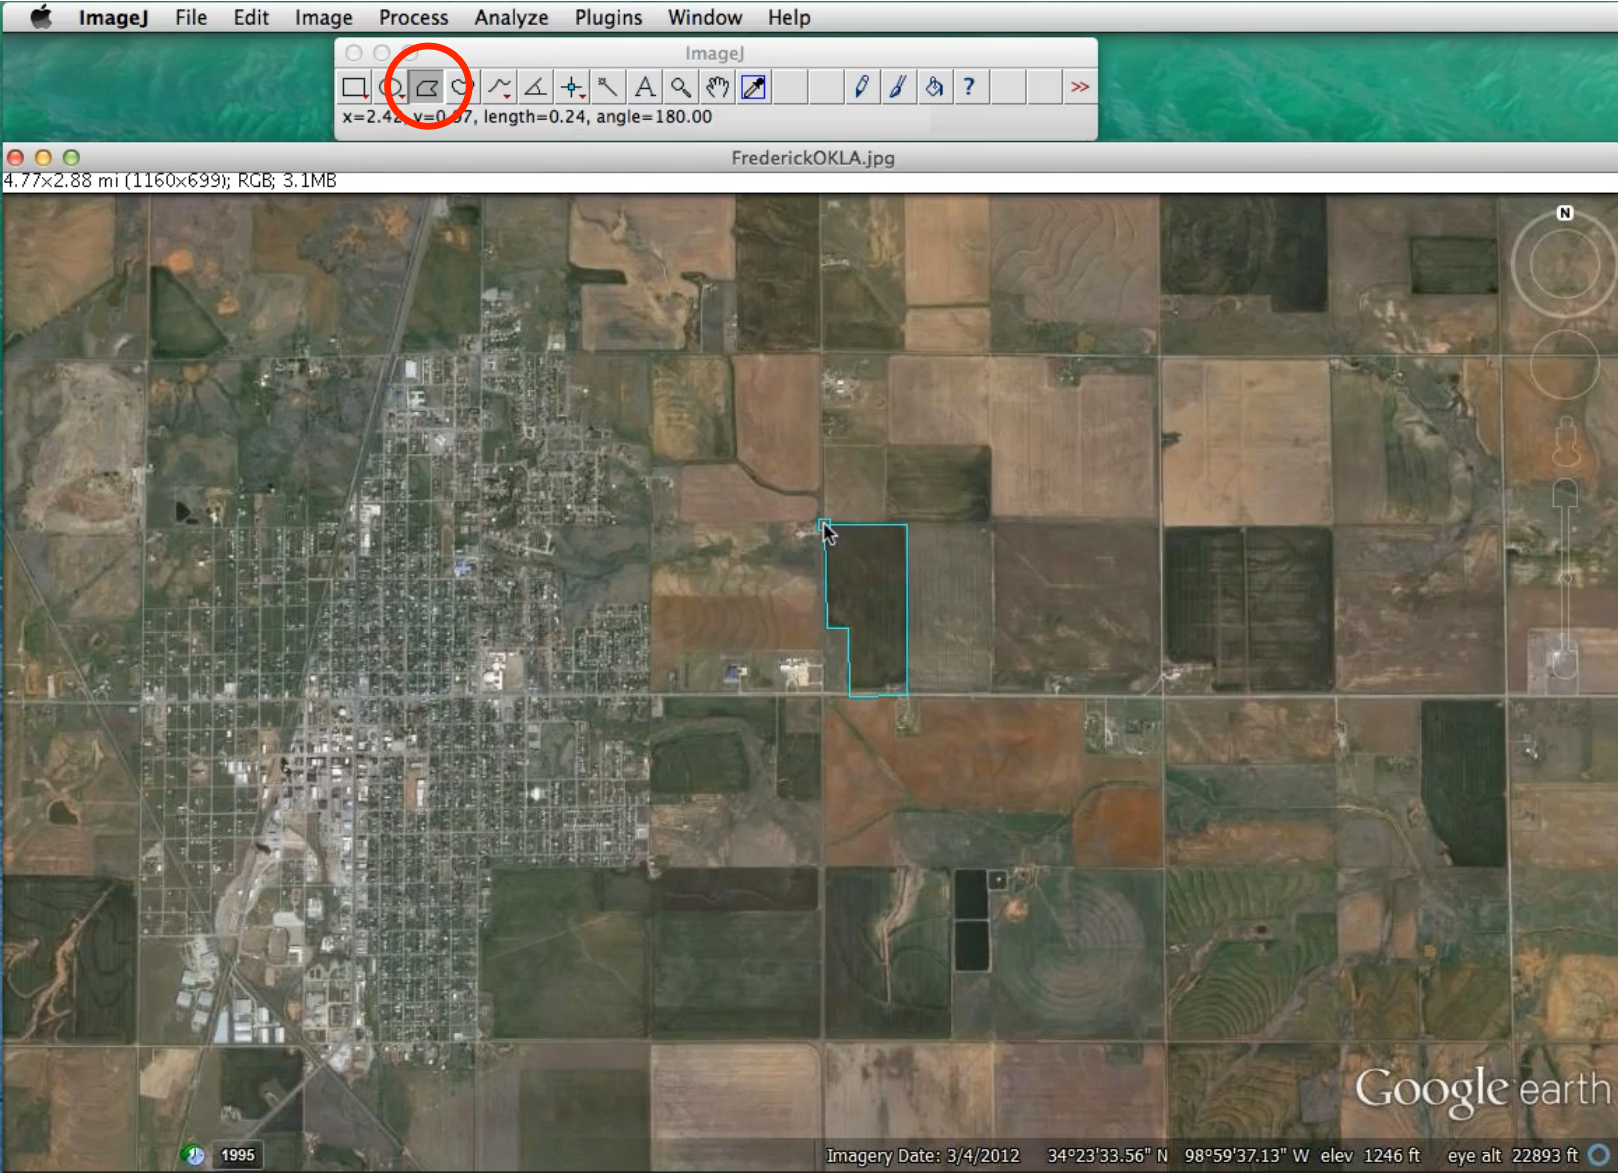 ImageJ File Edit Image Process Analyze Plugins Window Help
ImageJ
A ? >>
x=2.42, y=0.97, length=0.24, angle=180.00
FrederickOKLA.jpg
4.77x2.88 mi (1160x699); RGB; 3.1MB
N
Google earth
1995
Imagery Date: 3/4/2012 34°23'33.56" N 98°59'37.13" W elev 1246 ft eye alt 22893 ft